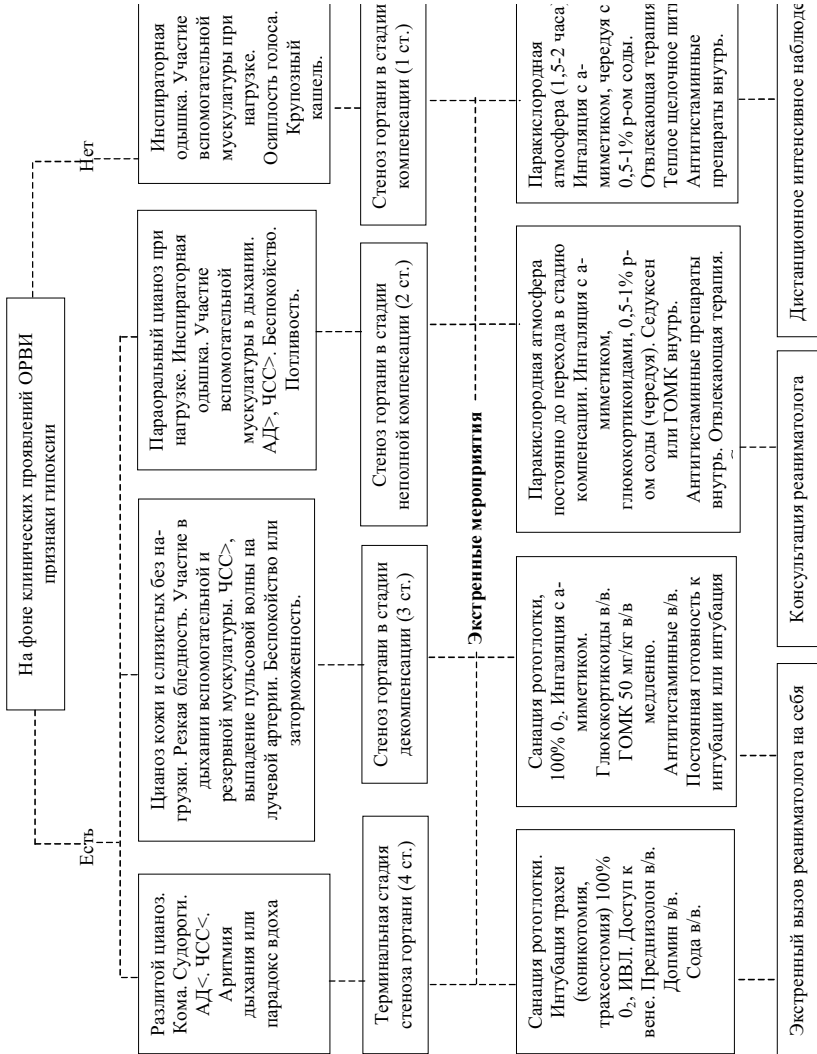 На фоне клинических проявлений ОРВИ
признаки гипоксии
Есть
Нет
Разлитой цианоз.
Кома. Судороги.
АД<. ЧСС<.
Аритмия
дыхания или
парадокс вдоха
Цианоз кожи и слизистых без на-
грузки. Резкая бледность. Участие в
дыхании вспомогательной и
резервной мускулатуры. ЧСС>,
выпадение пульсовой волны на
лучевой артерии. Беспокойство или
заторможенность.
Параоральный цианоз при
нагрузке. Инспираторная
одышка. Участие
вспомогательной
мускулатуры в дыхании.
АД>, ЧСС>. Беспокойство.
Потливость.
Инспираторная
одышка. Участие
вспомогательной
мускулатуры при
нагрузке.
Осиплость голоса.
Крупозный
кашель.
Терминальная стадия
стеноза гортани (4 ст.)
Стеноз гортани в стадии
декомпенсации (3 ст.)
Стеноз гортани в стадии
неполной компенсации (2 ст.)
Стеноз гортани в стадии
компенсации (1 ст.)
Экстренные мероприятия
Санация ротоглотки.
Интубация трахеи
(коникотомия,
трахеостомия) 100%
0₂, ИВЛ. Доступ к
вене. Преднизолон в/в.
Допмин в/в.
Сода в/в.
Санация ротоглотки,
100% 0₂. Ингаляция с а-
миметиком.
Глюкокортикоиды в/в.
ГОМК 50 мг/кг в/в
медленно.
Антигистаминные в/в.
Постоянная готовность к
интубации или интубация
Паракислородная атмосфера
постоянно до перехода в стадию
компенсации. Ингаляция с а-
миметиком,
глюкокортикоидами, 0,5-1% р-
ом соды (чередуя). Седуксен
или ГОМК внутрь.
Антигистаминные препараты
внутрь. Отвлекающая терапия.
Паракислородная
атмосфера (1,5-2 часа)
Ингаляция с а-
миметиком, чередуя с
0,5-1% р-ом соды.
Отвлекающая терапия
Теплое щелочное пит
Антигистаминные
препараты внутрь.
Экстренный вызов реаниматолога на себя
Консультация реаниматолога
Дистанционное интенсивное наблюде